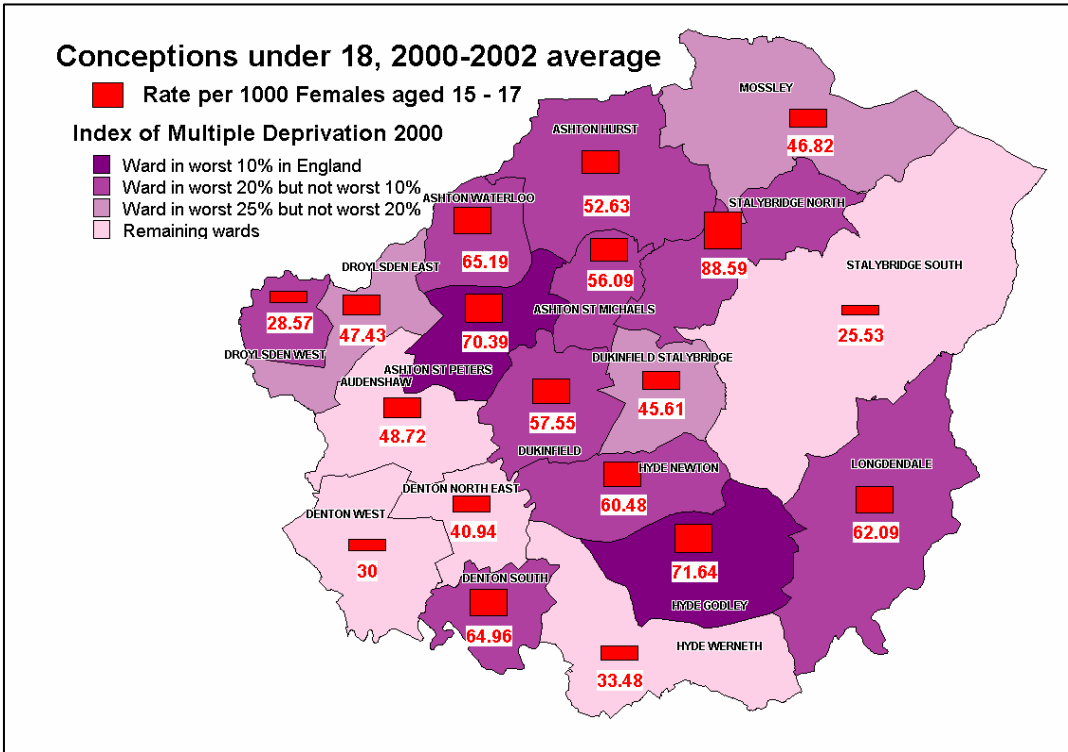 Conceptions under 18, 2000-2002 average
Rate per 1000 Females aged 15 - 17
Index of Multiple Deprivation 2000
Ward in worst 10% in England
Ward in worst 20% but not worst 10%
Ward in worst 25% but not worst 20%
Remaining wards
MOSSLEY
46.82
ASHTON HURST
52.63
ASHTON WATERLOO
65.19
STALYBRIDGE NORTH
88.59
STALYBRIDGE SOUTH
25.53
DROYLSDEN EAST
47.43
28.57
DROYLSDEN WEST
56.09
ASHTON ST MICHAELS
70.39
ASHTON ST PETERS
AUDENSHAW
48.72
DUKINFIELD STALYBRIDGE
45.61
57.55
DUKINFIELD
HYDE NEWTON
60.48
LONGDENDALE
62.09
DENTON NORTH EAST
40.94
DENTON WEST
30
71.64
HYDE GODLEY
DENTON SOUTH
64.96
HYDE WERNETH
33.48